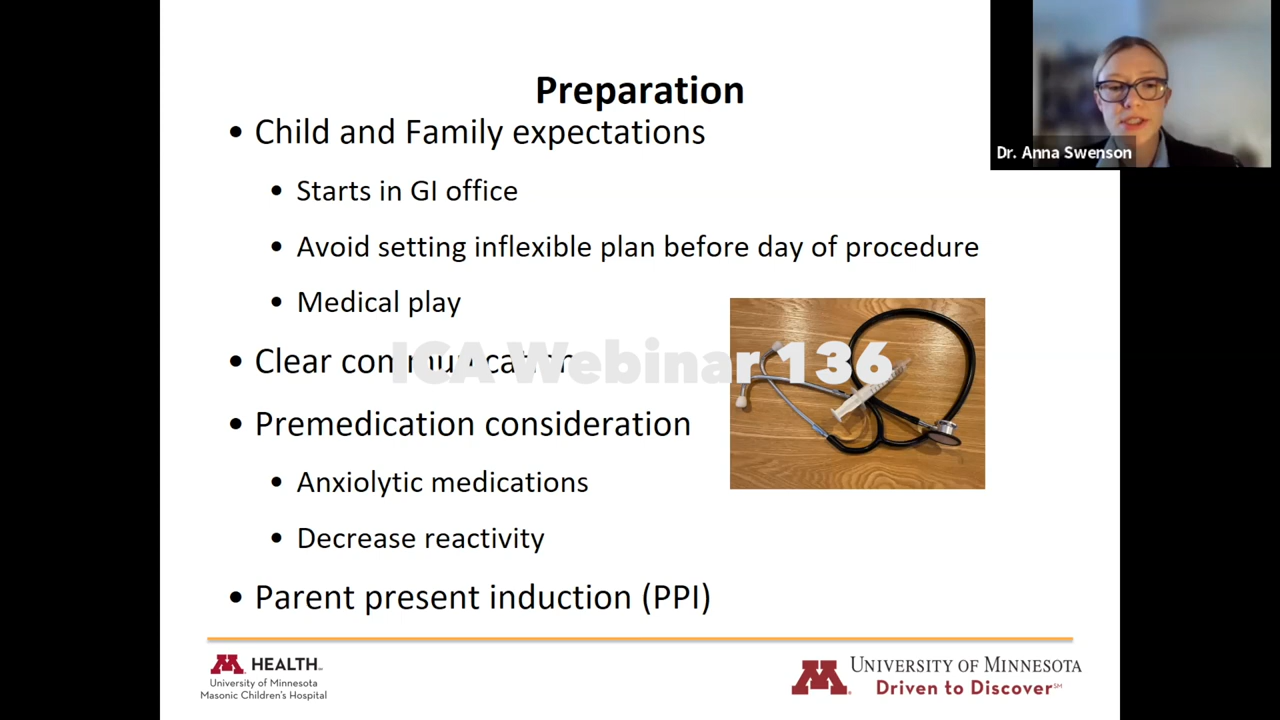 Preparation
Dr. Anna Swenson
• Child and Family expectations
• Starts in GI office
• Avoid setting inflexible plan before day of procedure
• Medical play
• Clear communication
ICA Webinar 136
• Premedication consideration
• Anxiolytic medications
• Decrease reactivity
• Parent present induction (PPI)
M HEALTH™
University of Minnesota
Masonic Children's Hospital
M UNIVERSITY OF MINNESOTA
Driven to Discover℠